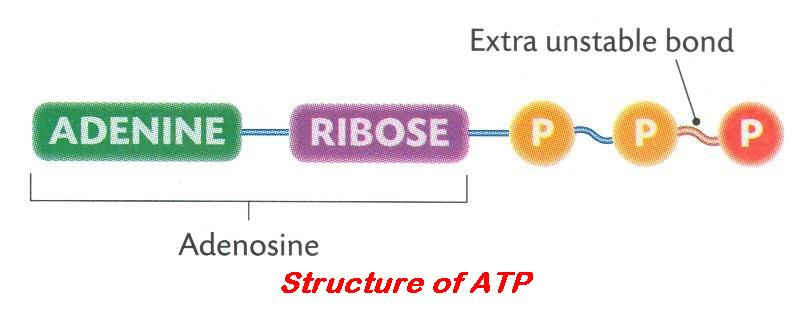 Extra unstable bond
ADENINE RIBOSE P P P
Adenosine
Structure of ATP